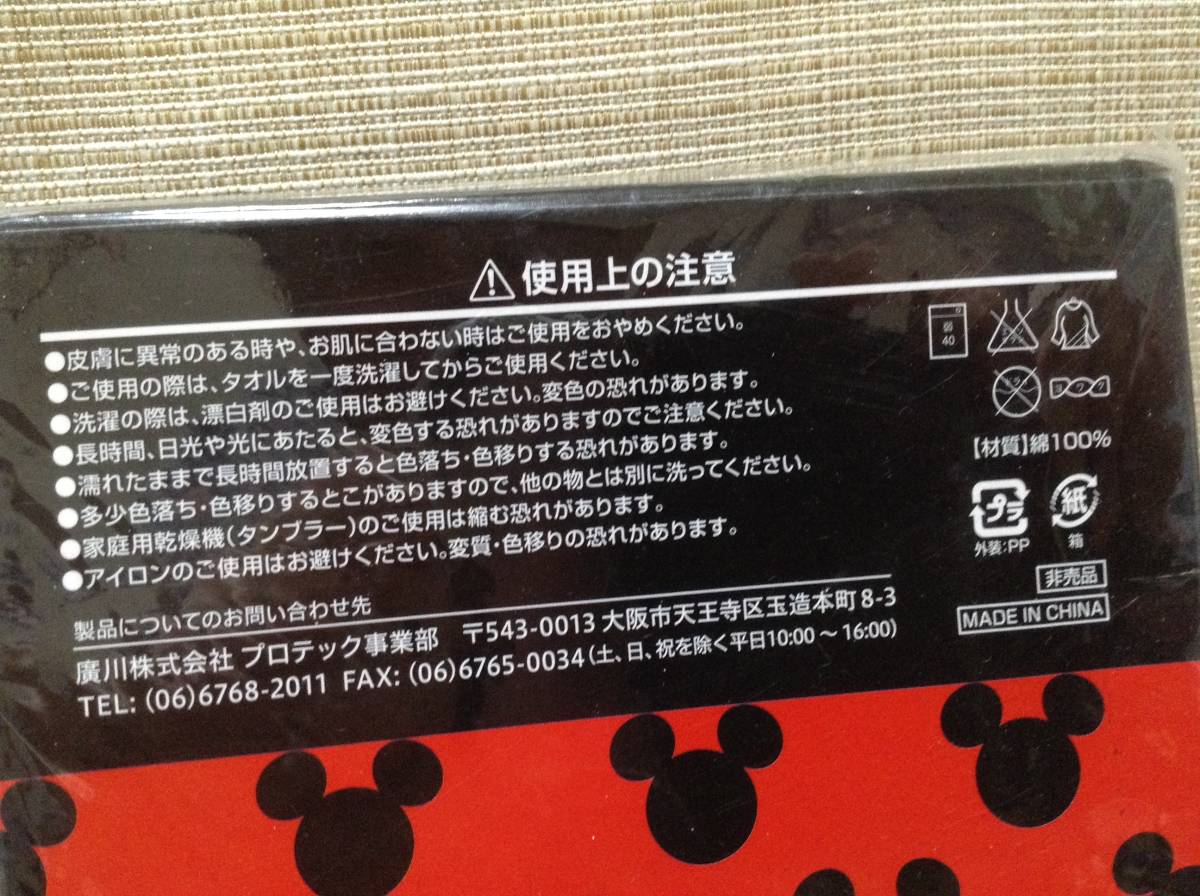 使用上の注意
●皮膚に異常のある時や、お肌に合わない時はご使用をおやめください。
●ご使用の際は、タオルを一度洗濯してからご使用ください。
●洗濯の際は、漂白剤のご使用はお避けください。変色の恐れがあります。
●長時間、日光や光にあたると、変色する恐れがありますのでご注意ください。
●濡れたままで長時間放置すると色落ち・色移りする恐れがあります。
●多少色落ち・色移りするとこがありますので、他の物とは別に洗ってください。
●家庭用乾燥機(タンブラー)のご使用は縮む恐れがあります。
●アイロンのご使用はお避けください。変質・色移りの恐れがあります。
製品についてのお問い合わせ先
廣川株式会社 プロテック事業部 〒543-0013 大阪市天王寺区玉造本町8-3
TEL: (06)6768-2011 FAX: (06)6765-0034 (土、日、祝を除く平日10:00～16:00)
弱
40
ヨワク
【材質】綿100%
プラ
紙
外装:PP
箱
非売品
MADE IN CHINA